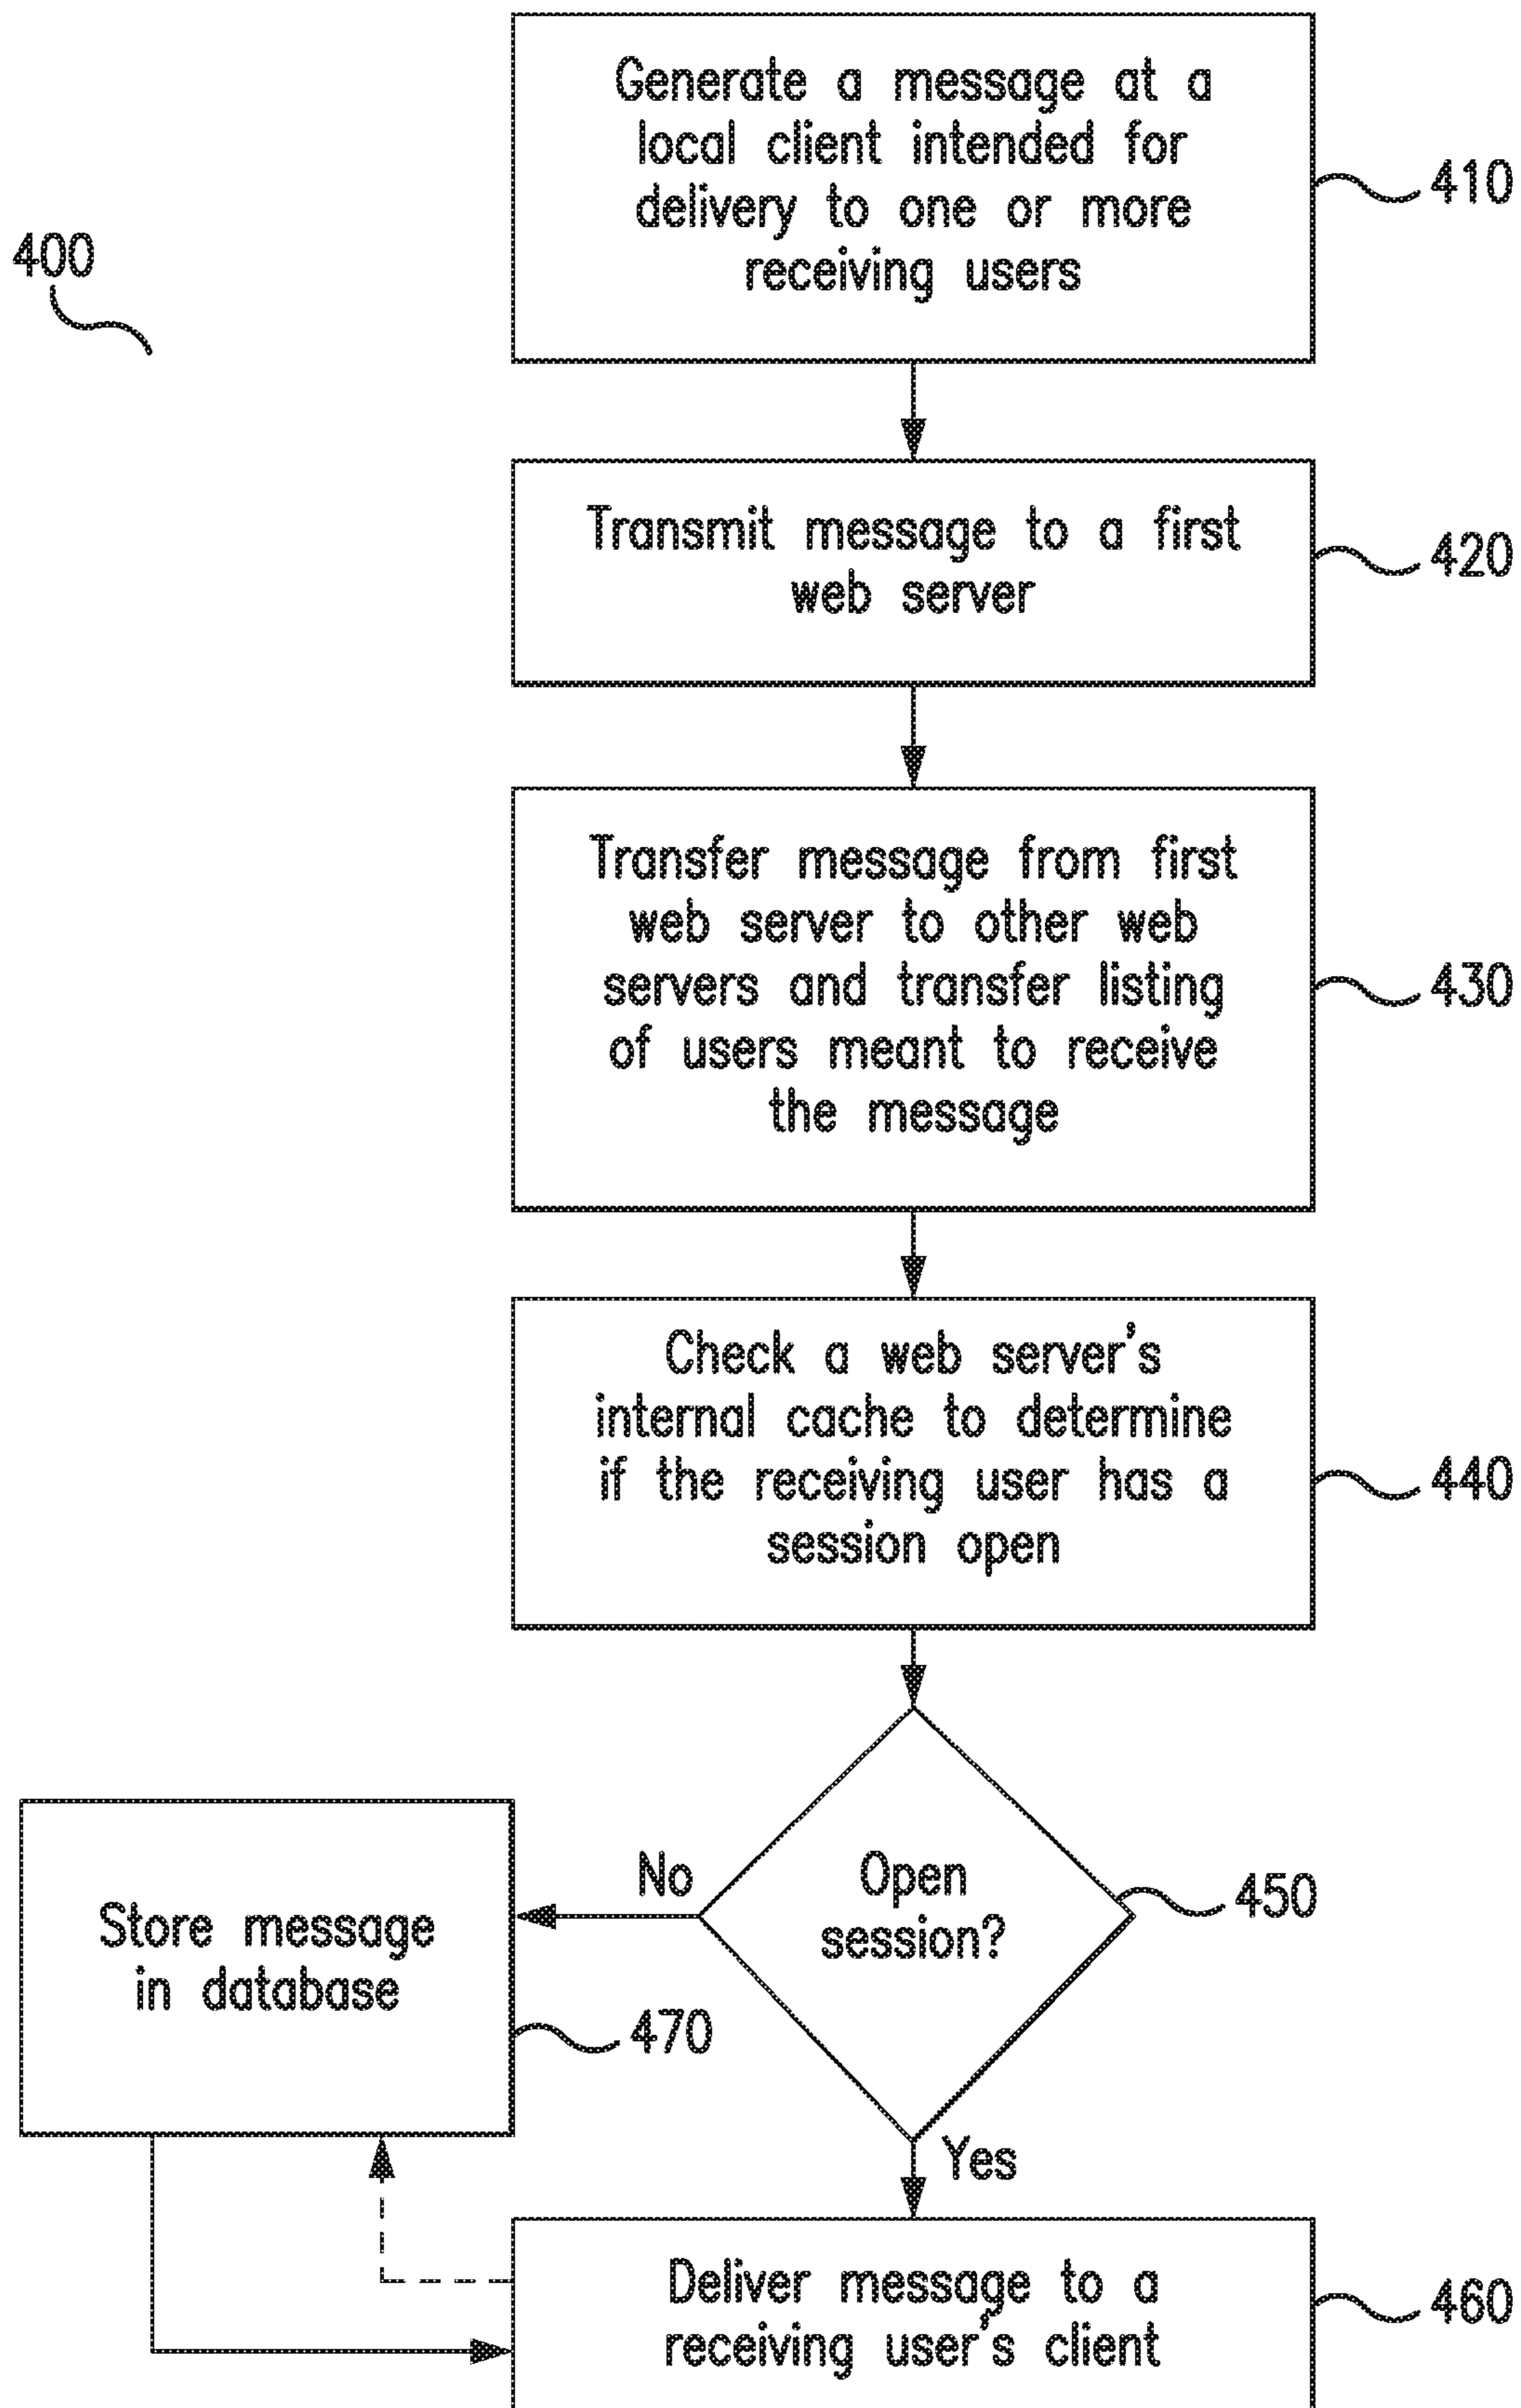 400
Generate a message at a
local client intended for
delivery to one or more
receiving users
410
Transmit message to a first
web server
420
Transfer message from first
web server to other web
servers and transfer listing
of users meant to receive
the message
430
Check a web server's
internal cache to determine
if the receiving user has a
session open
440
Open
session?
450
No
Store message
in database
470
Yes
Deliver message to a
receiving user's client
460